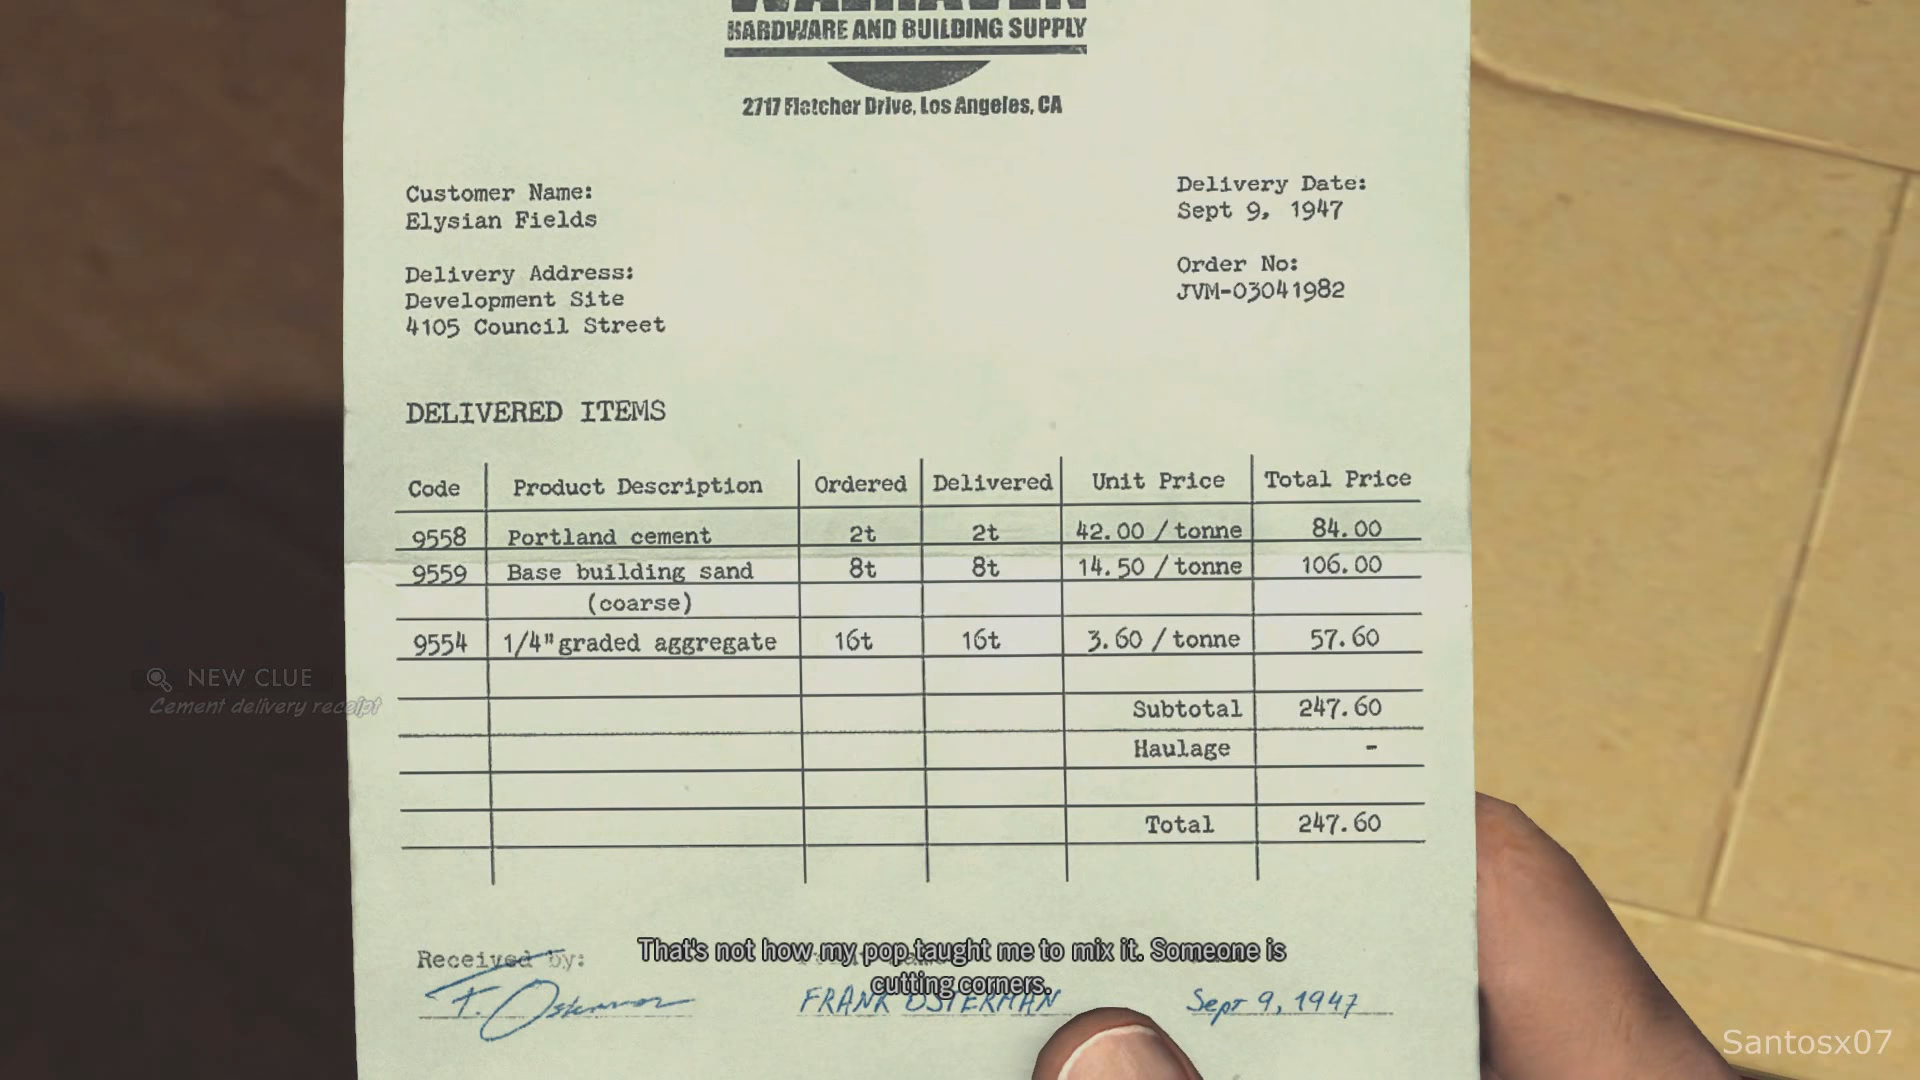 HARDWARE AND BUILDING SUPPLY
2717 Fletcher Drive, Los Angeles, CA
Customer Name:
Elysian Fields
Delivery Date:
Sept 9, 1947
Delivery Address:
Development Site
4105 Council Street
Order No:
JVM-03041982
DELIVERED ITEMS
Code Product Description Ordered Delivered Unit Price Total Price
9558 Portland cement 2t 2t 42.00 /tonne 84.00
9559 Base building sand 8t 8t 14.50 /tonne 106.00
(coarse)
9554 1/4" graded aggregate 16t 16t 3.60 /tonne 57.60
NEW CLUE
Cement delivery receipt
Subtotal 247.60
Haulage -
Total 247.60
Received by:
That's not how my pop taught me to mix it. Someone is
cutting corners.
F. Osterman FRANK OSTERMAN Sept 9, 1947
Santosx07